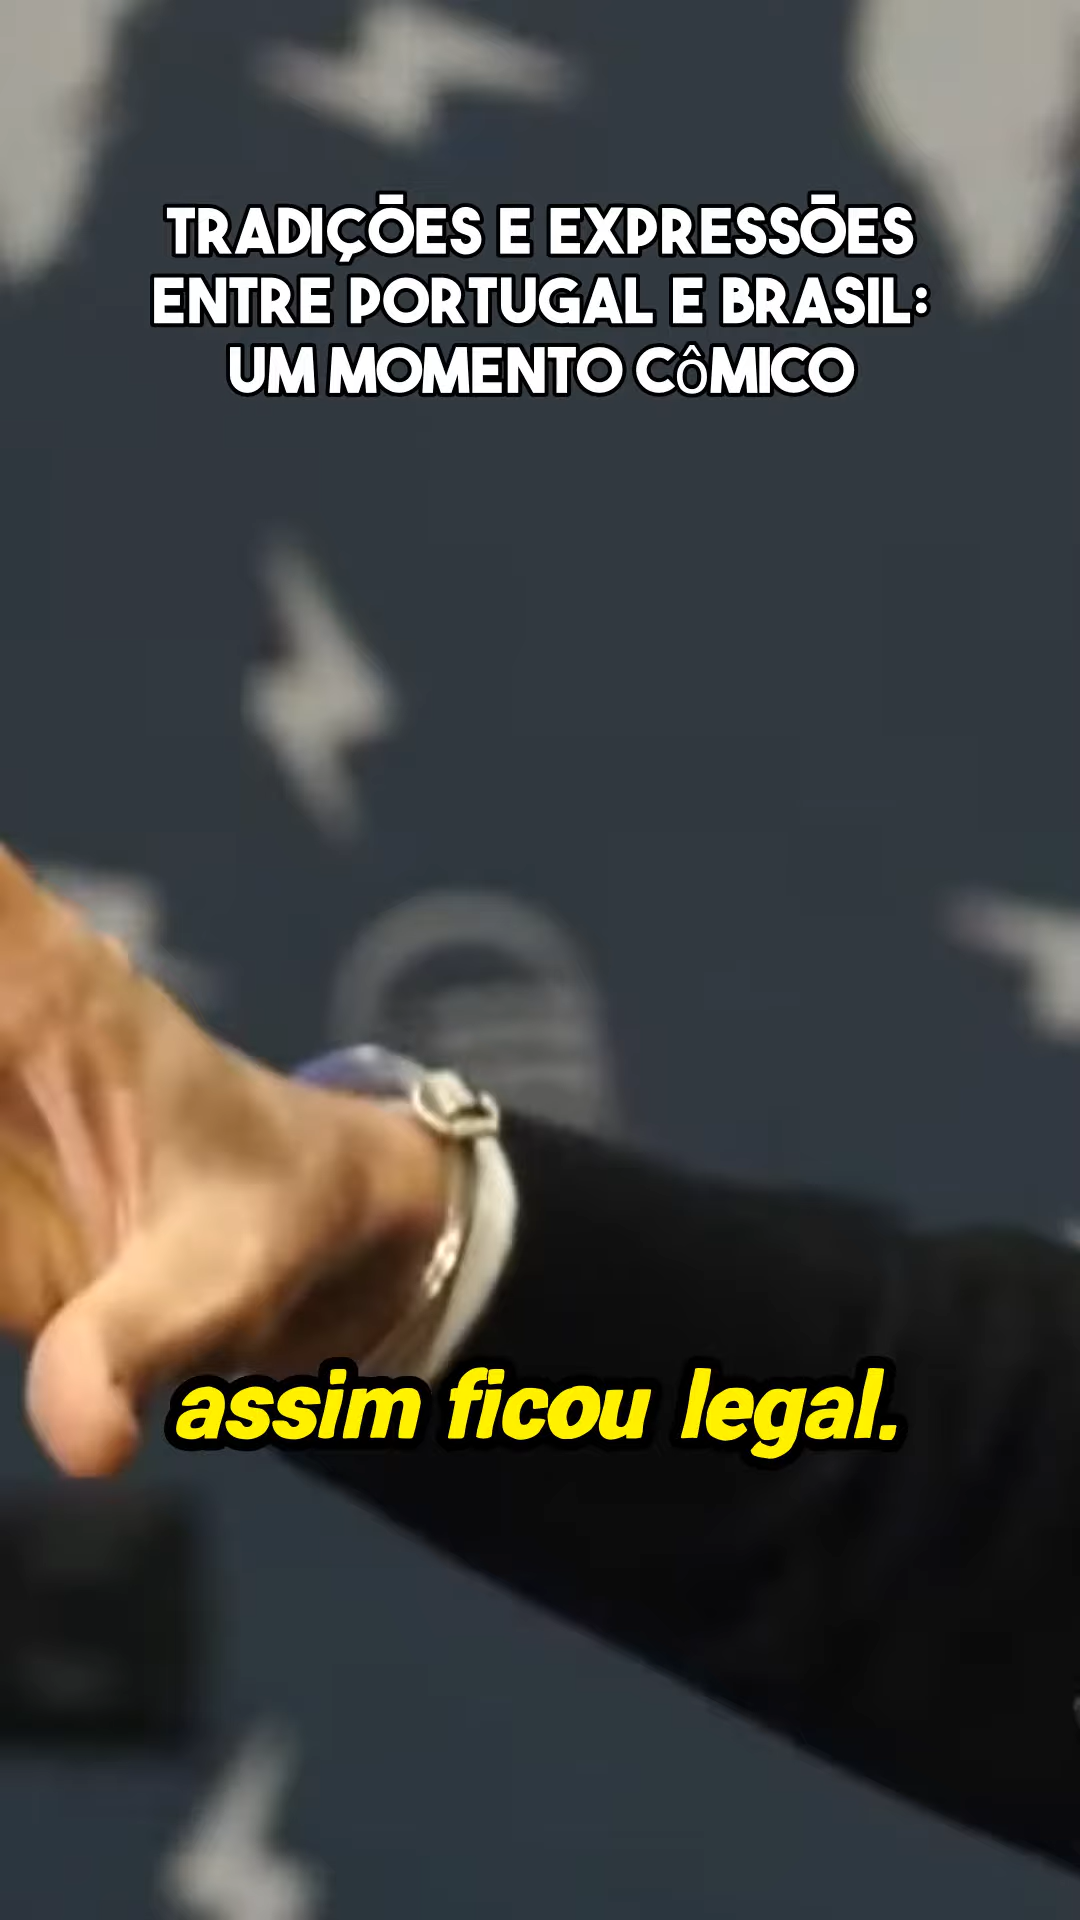 TRADIÇÕES E EXPRESSÕES
ENTRE PORTUGAL E BRASIL:
UM MOMENTO CôMICO
assim ficou legal.